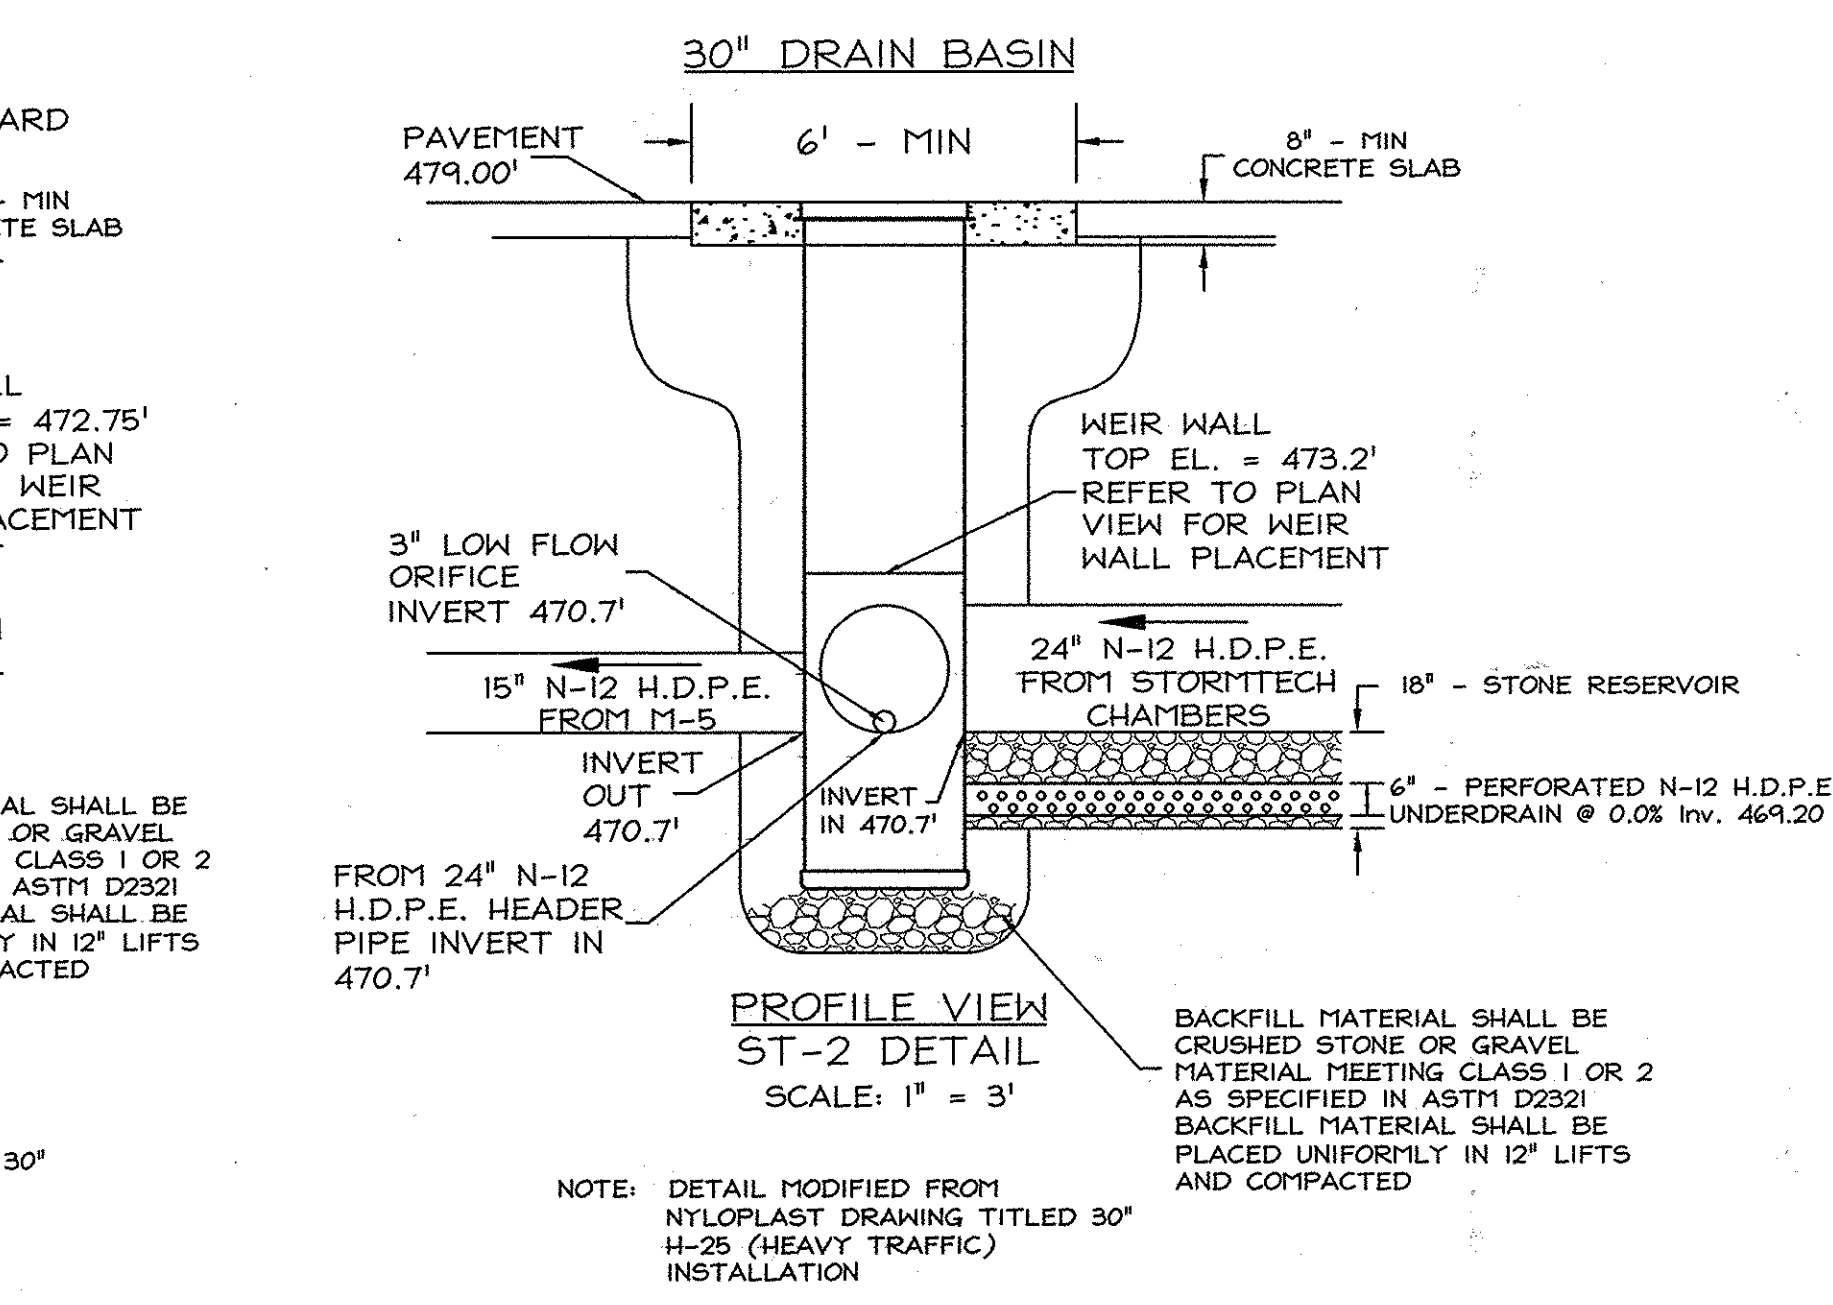 30" DRAIN BASIN
PAVEMENT
479.00'
6' - MIN
8" - MIN
CONCRETE SLAB
WEIR WALL
TOP EL. = 473.2'
REFER TO PLAN
VIEW FOR WEIR
WALL PLACEMENT
3" LOW FLOW
ORIFICE
INVERT 470.7'
15" N-12 H.D.P.E.
FROM M-5
24" N-12 H.D.P.E.
FROM STORMTECH
CHAMBERS
18" - STONE RESERVOIR
6" - PERFORATED N-12 H.D.P.E
UNDERDRAIN @ 0.0% Inv. 469.20
INVERT
OUT
470.7'
INVERT
IN 470.7'
FROM 24" N-12
H.D.P.E. HEADER
PIPE INVERT IN
470.7'
PROFILE VIEW
ST-2 DETAIL
SCALE: 1" = 3'
BACKFILL MATERIAL SHALL BE
CRUSHED STONE OR GRAVEL
MATERIAL MEETING CLASS 1 OR 2
AS SPECIFIED IN ASTM D2321
BACKFILL MATERIAL SHALL BE
PLACED UNIFORMLY IN 12" LIFTS
AND COMPACTED
NOTE: DETAIL MODIFIED FROM
NYLOPLAST DRAWING TITLED 30"
H-25 (HEAVY TRAFFIC)
INSTALLATION
MIN
SLAB
= 472.75'
PLAN
WEIR
SHALL BE
OR GRAVEL
CLASS 1 OR 2
ASTM D2321
SHALL BE
IN 12" LIFTS
30"